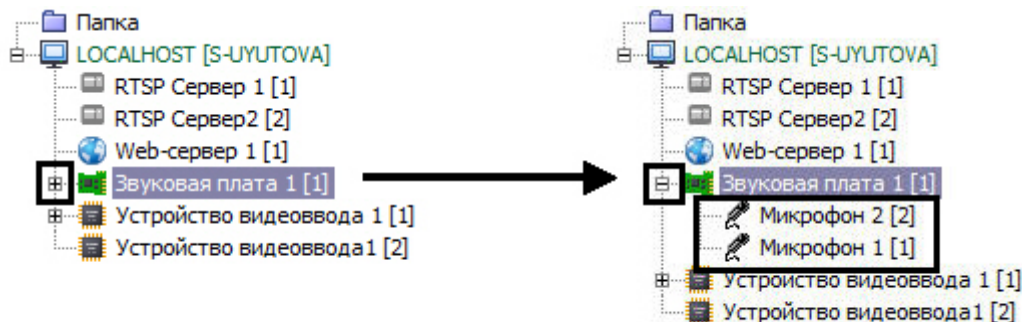 Папка
LOCALHOST [S-UYUTOVA]
RTSP Сервер 1 [1]
RTSP Сервер2 [2]
Web-сервер 1 [1]
Звуковая плата 1 [1]
Устройство видеоввода 1 [1]
Устройство видеоввода1 [2]
Папка
LOCALHOST [S-UYUTOVA]
RTSP Сервер 1 [1]
RTSP Сервер2 [2]
Web-сервер 1 [1]
Звуковая плата 1 [1]
Микрофон 2 [2]
Микрофон 1 [1]
Устройство видеоввода 1 [1]
Устройство видеоввода1 [2]